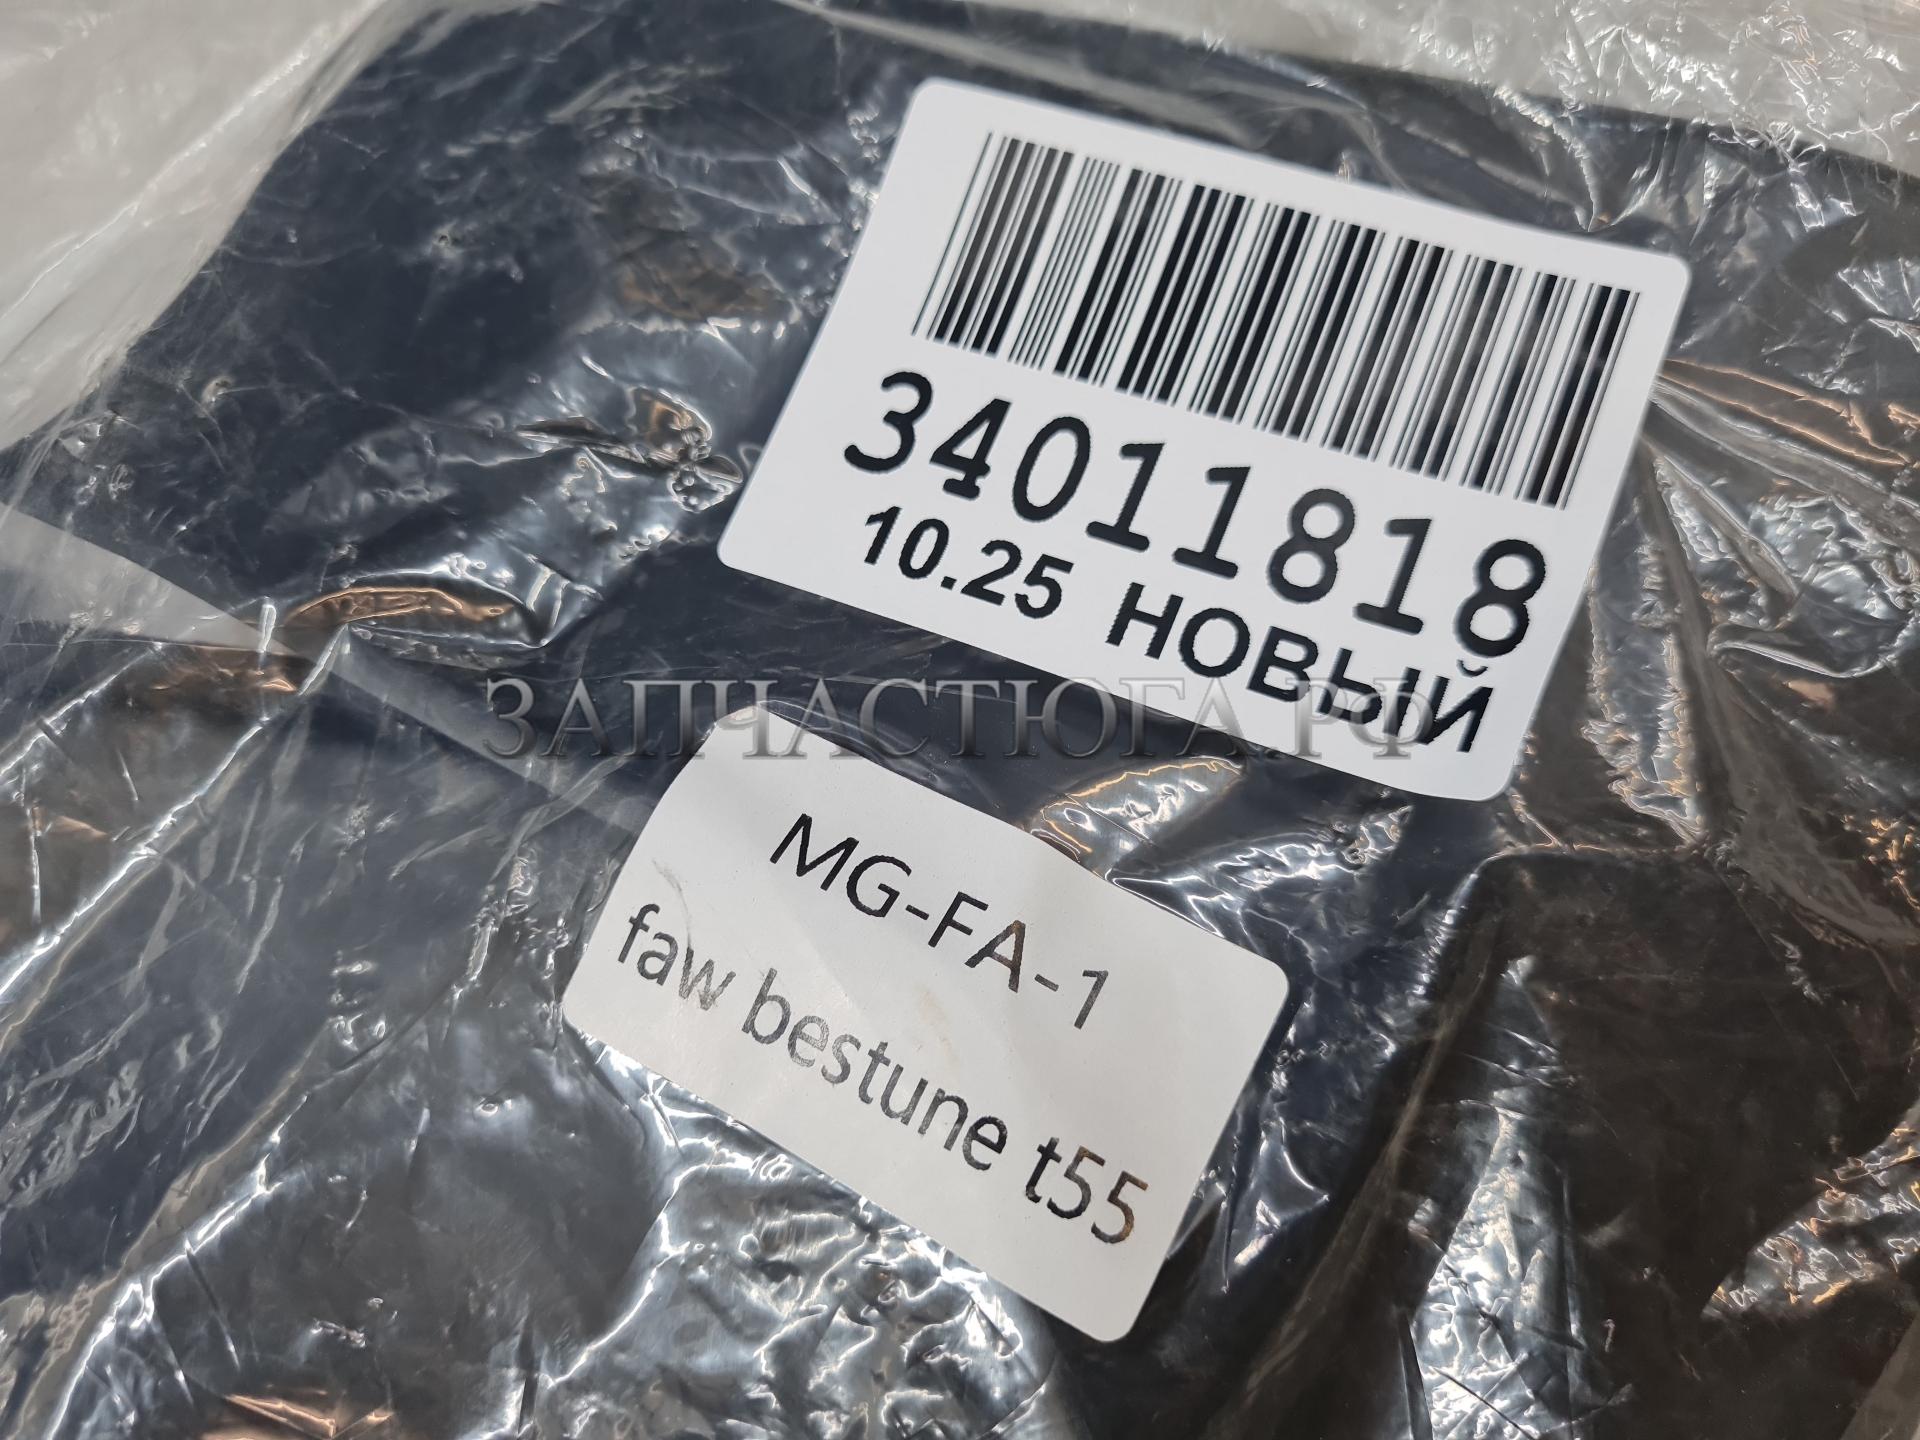 34011818
10.25 НОВЫЙ
ЗАПЧАСТЮГА.РФ
MG-FA-1
faw bestune t55